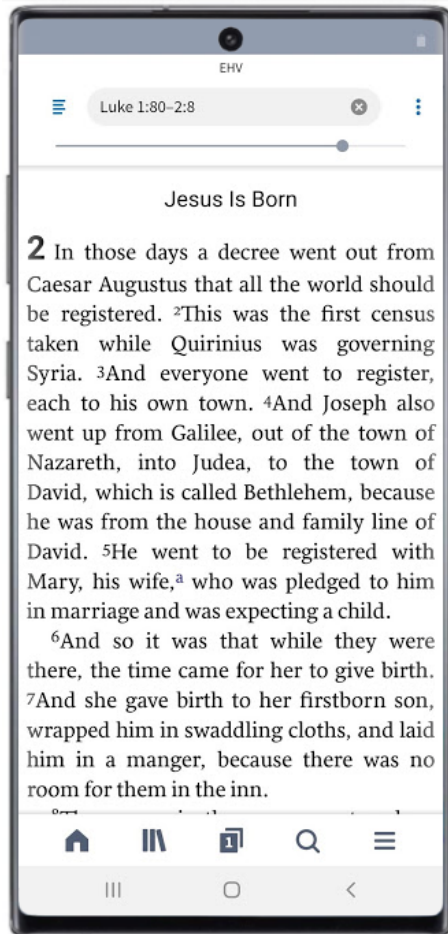 EHV
Luke 1:80–2:8
Jesus Is Born
2 In those days a decree went out from
Caesar Augustus that all the world should
be registered. ²This was the first census
taken while Quirinius was governing
Syria. ³And everyone went to register,
each to his own town. ⁴And Joseph also
went up from Galilee, out of the town of
Nazareth, into Judea, to the town of
David, which is called Bethlehem, because
he was from the house and family line of
David. ⁵He went to be registered with
Mary, his wife,ᵃ who was pledged to him
in marriage and was expecting a child.
⁶And so it was that while they were
there, the time came for her to give birth.
⁷And she gave birth to her firstborn son,
wrapped him in swaddling cloths, and laid
him in a manger, because there was no
room for them in the inn.
1